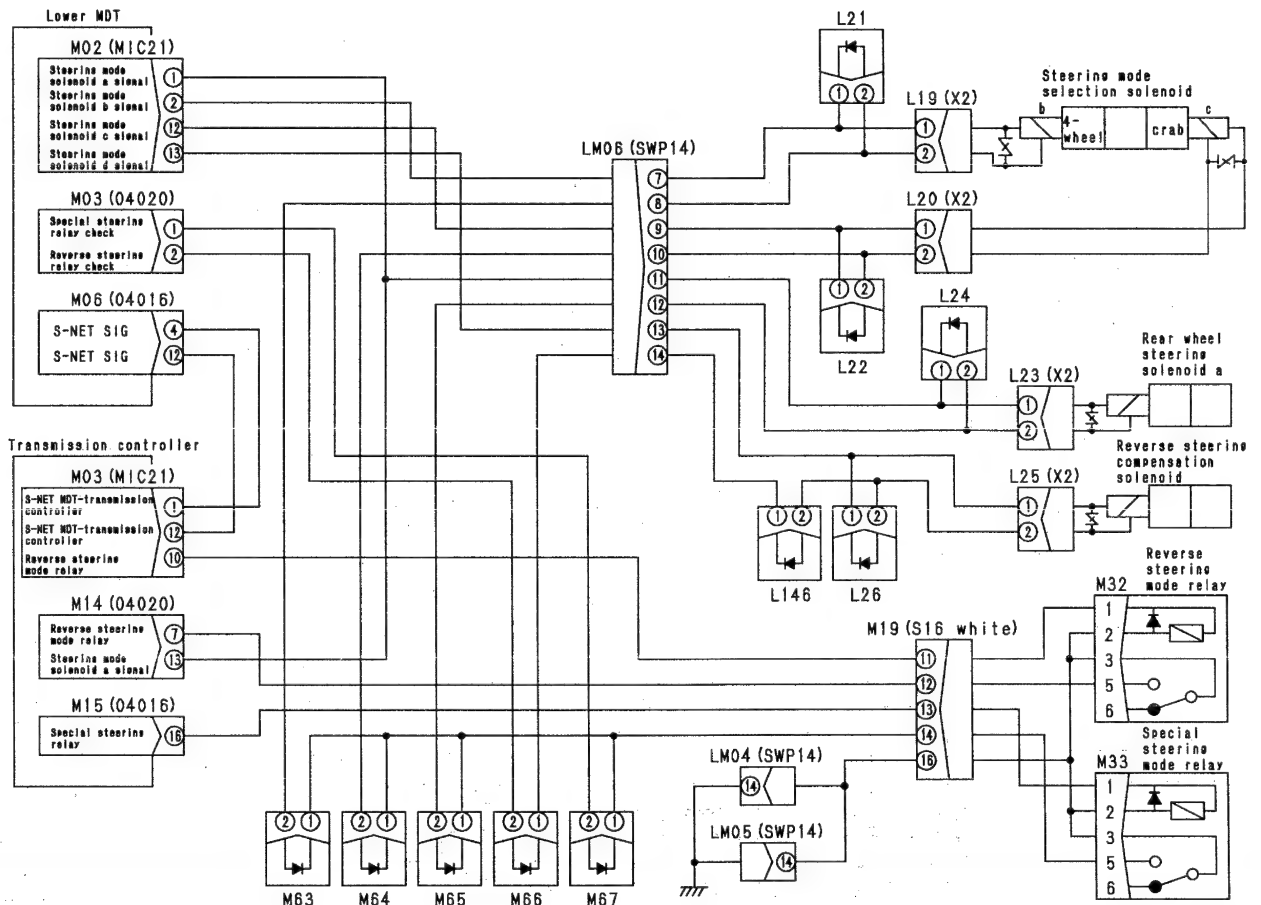 Lower MDT
M02 (MIC21)
Steering mode
solenoid a signal
1
Steering mode
solenoid b signal
2
Steering mode
solenoid c signal
12
Steering mode
solenoid d signal
13
M03 (04020)
Special steering
relay check
1
Reverse steering
relay check
2
M06 (04016)
S-NET SIG
4
S-NET SIG
12
Transmission controller
M03 (MIC21)
S-NET MDT-transmission
controller
1
S-NET MDT-transmission
controller
12
Reverse steering
mode relay
10
M14 (04020)
Reverse steering
mode relay
7
Steering mode
solenoid a signal
13
M15 (04016)
Special steering
relay
16
LM06 (SWP14)
7
8
9
10
11
12
13
14
L21
1 2
L19 (X2)
1
2
Steering mode
selection solenoid
b
4-
wheel
crab
c
L20 (X2)
1
2
1 2
L22
L24
1 2
L23 (X2)
1
2
Rear wheel
steering
solenoid a
L25 (X2)
1
2
Reverse steering
compensation
solenoid
1 2
L146
1 2
L26
M19 (S16 white)
11
12
13
14
16
Reverse
steering
mode relay
M32
1
2
3
5
6
Special
steering
mode relay
M33
1
2
3
5
6
LM04 (SWP14)
14
LM05 (SWP14)
14
2 1
M63
2 1
M64
2 1
M65
2 1
M66
2 1
M67